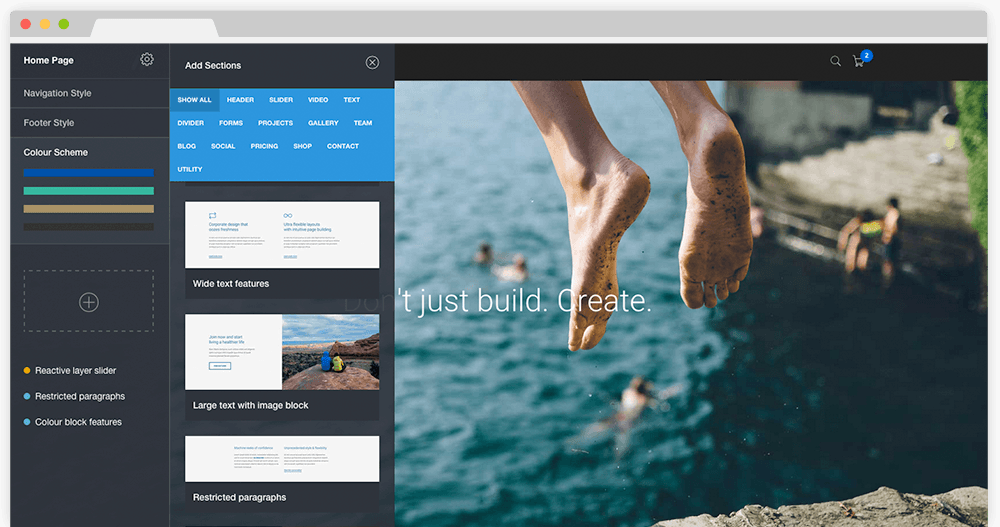 Home Page
Navigation Style
Footer Style
Colour Scheme
Reactive layer slider
Restricted paragraphs
Colour block features
Add Sections
SHOW ALL HEADER SLIDER VIDEO TEXT
DIVIDER FORMS PROJECTS GALLERY TEAM
BLOG SOCIAL PRICING SHOP CONTACT
UTILITY
Corporate design that
Ultra flexible layouts
with intuitive page building
Wide text features
Join now and start
living a healthier life
Large text with image block
Restricted paragraphs
2
Don't just build. Create.